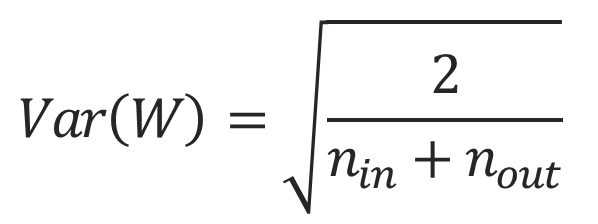 Var(W) = √(2 / (n_in + n_out))